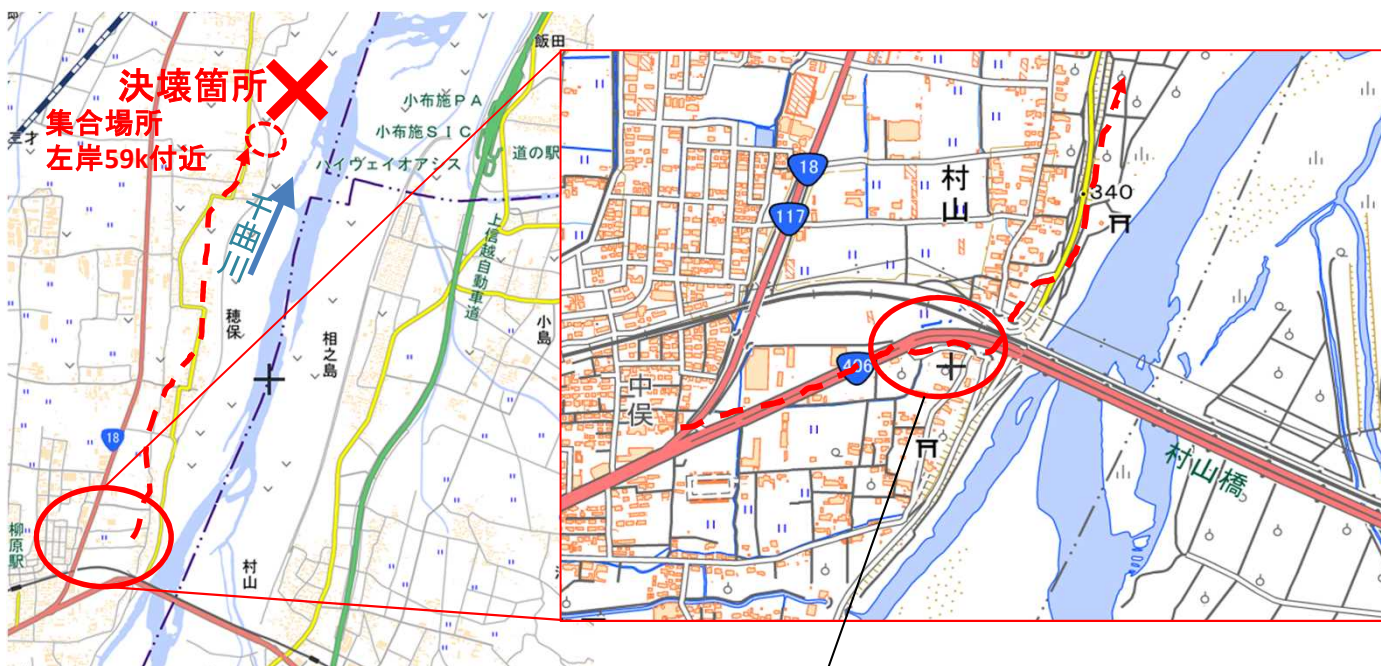 飯田
決壊箇所
小布施PA
集合場所
三才
小布施SIC
道の駅
左岸59k付近
ハイウェイオアシス
千曲川
上信越自動車道
穂保
相之島
小島
18
柳原駅
村山
18
117
村山
340
406
中俣
村山橋